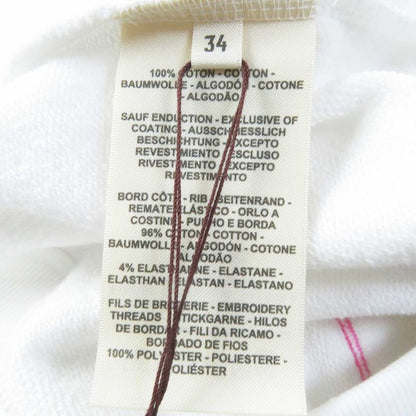 34
100% COTON - COTTON -
BAUMWOLLE - ALGODÓN - COTONE
- ALGODÃO
SAUF ENDUCTION - EXCLUSIVE OF
COATING - AUSSCHLIESSLICH
BESCHICHTUNG - EXCEPTO
REVESTIMIENTO - ESCLUSO
RIVESTIMENTO - EXCEPTO
REVESTIMENTO
BORD CÔTE - RIB - SEITENRAND -
REMATE ELÁSTICO - ORLO A
COSTINE - PUNHO E BORDA
96% COTON - COTTON -
BAUMWOLLE - ALGODÓN - COTONE
- ALGODÃO
4% ELASTHANNE - ELASTANE -
ELASTHAN - ELASTAN - ELASTANO
FILS DE BRODERIE - EMBROIDERY
THREADS - STICKGARNE - HILOS
DE BORDAR - FILI DA RICAMO -
BORDADO DE FIOS
100% POLYESTER - POLIESTERE -
POLIÉSTER